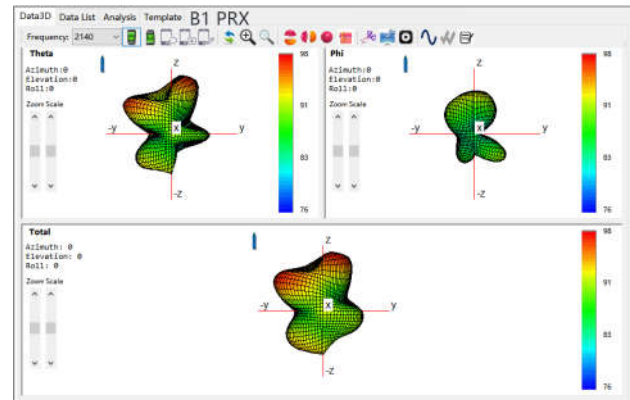 Data3D Data List Analysis Template B1 PRX
Frequency: 2140
Theta
Azimuth:0
Elevation:0
Roll:0
Zoom Scale
z
-y
x
y
-z
98
91
83
76
Phi
Azimuth:0
Elevation:0
Roll:0
Zoom Scale
z
-y
x
y
-z
98
91
83
76
Total
Azimuth: 0
Elevation: 0
Roll: 0
Zoom Scale
z
-y
x
y
-z
98
91
83
76